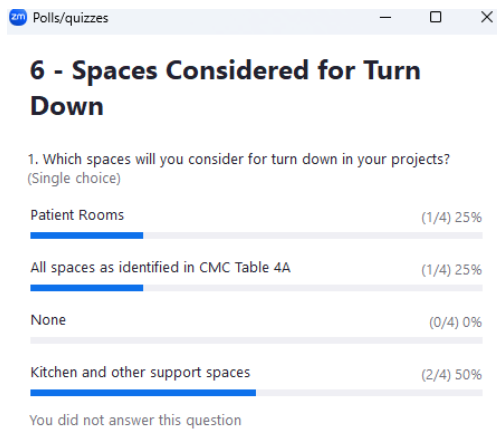 zm Polls/quizzes
6 - Spaces Considered for Turn
Down
1. Which spaces will you consider for turn down in your projects?
(Single choice)
Patient Rooms (1/4) 25%
All spaces as identified in CMC Table 4A (1/4) 25%
None (0/4) 0%
Kitchen and other support spaces (2/4) 50%
You did not answer this question